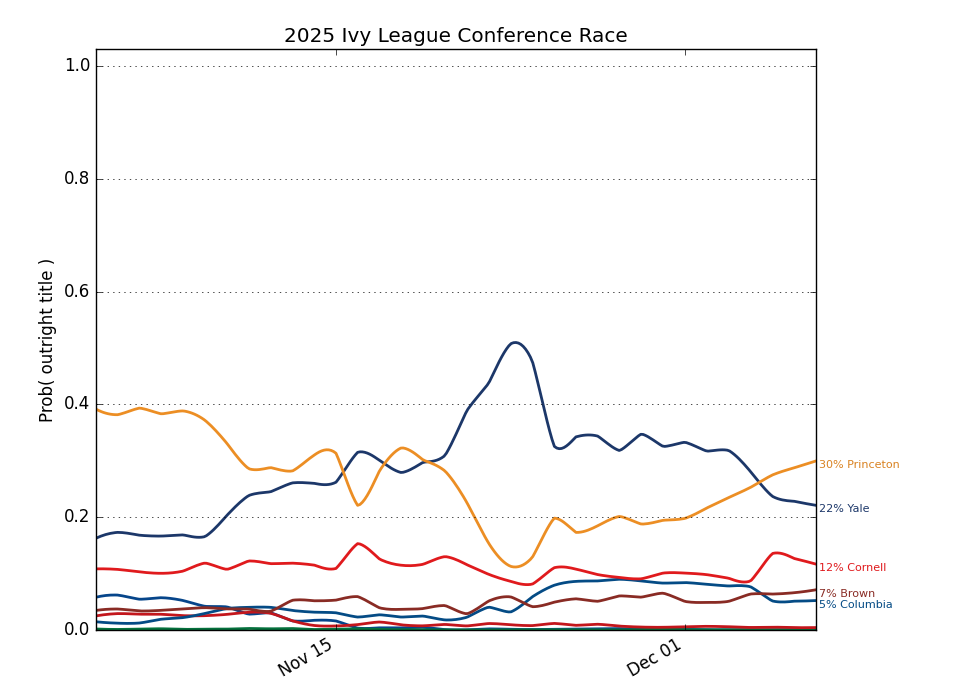 2025 Ivy League Conference Race
Prob( outright title )
1.0
0.8
0.6
0.4
0.2
0.0
30% Princeton
22% Yale
12% Cornell
7% Brown
5% Columbia
Nov 15
Dec 01